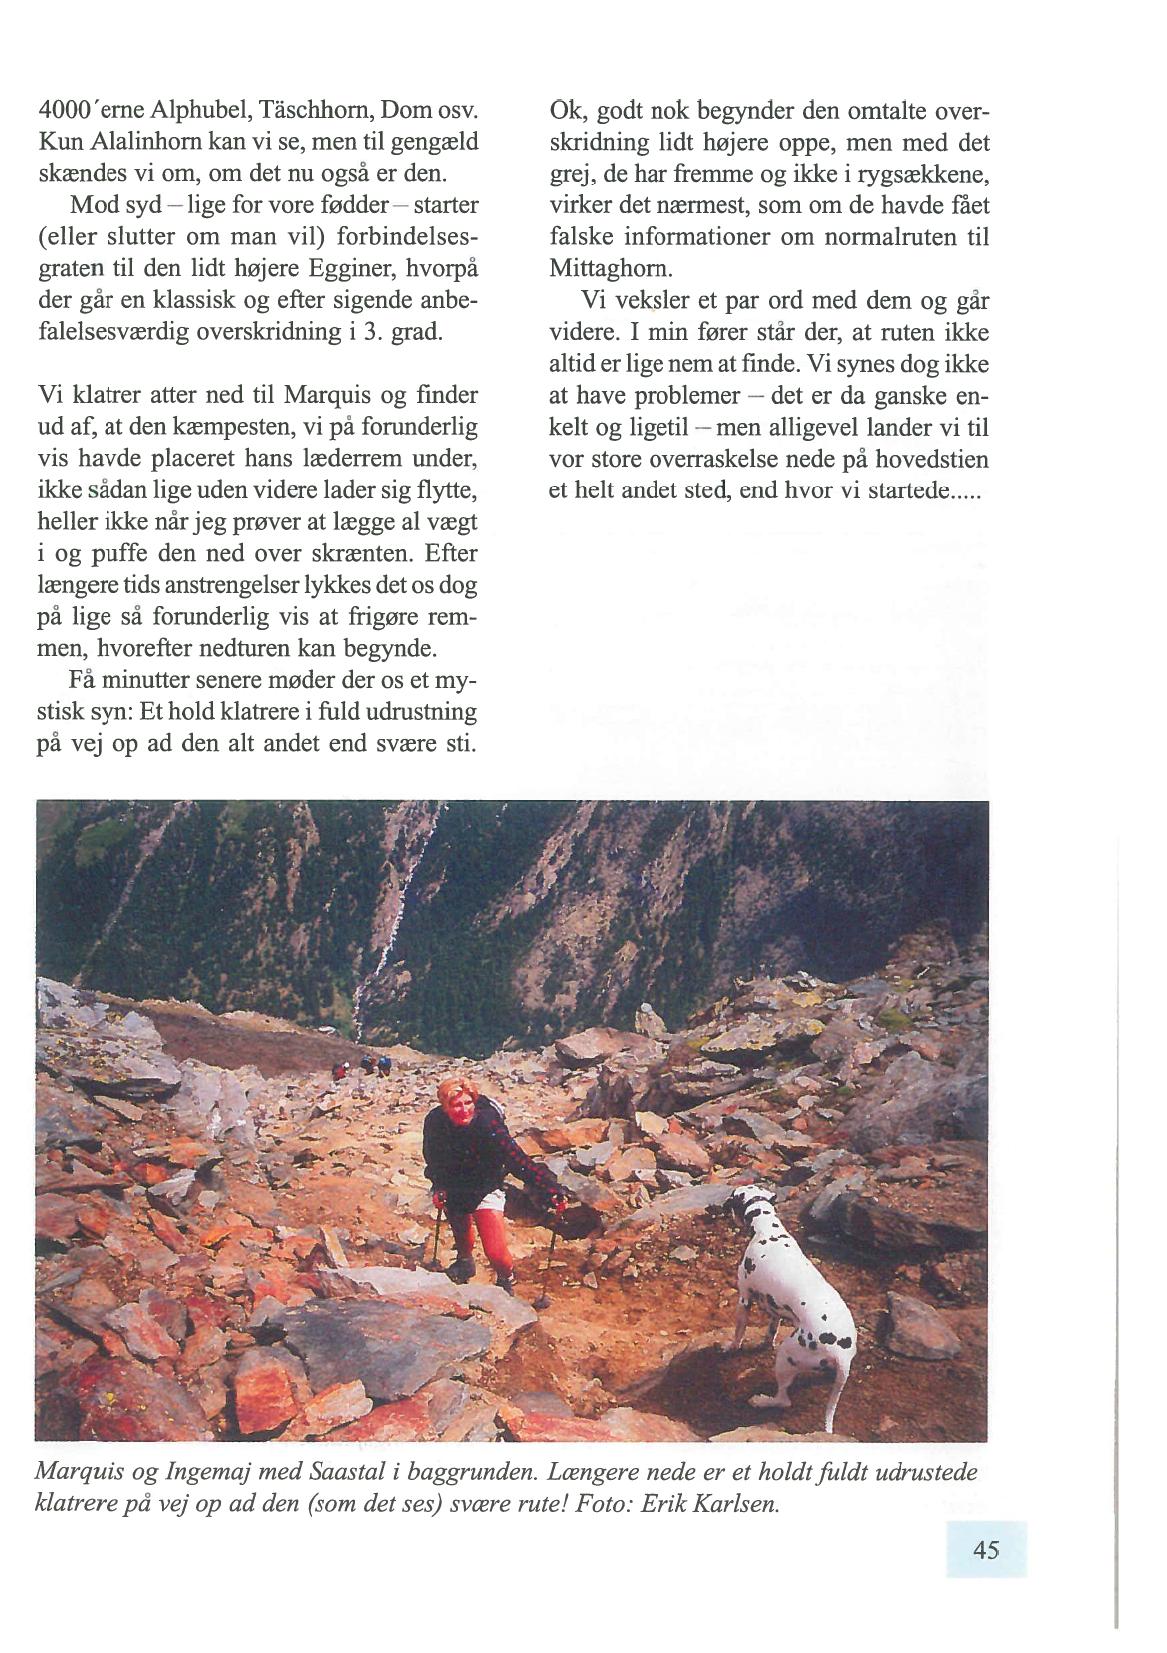 4000´erne Alphubel, Täschhorn, Dom osv.
Kun Alalinhorn kan vi se, men til gengæld
skændes vi om, om det nu også er den.
Mod syd – lige for vore fødder – starter
(eller slutter om man vil) forbindelses-
graten til den lidt højere Egginer, hvorpå
der går en klassisk og efter sigende anbe-
falelsesværdig overskridning i 3. grad.
Vi klatrer atter ned til Marquis og finder
ud af, at den kæmpesten, vi på forunderlig
vis havde placeret hans læderrem under,
ikke sådan lige uden videre lader sig flytte,
heller ikke når jeg prøver at lægge al vægt
i og puffe den ned over skrænten. Efter
længere tids anstrengelser lykkes det os dog
på lige så forunderlig vis at frigøre rem-
men, hvorefter nedturen kan begynde.
Få minutter senere møder der os et my-
stisk syn: Et hold klatrere i fuld udrustning
på vej op ad den alt andet end svære sti.
Ok, godt nok begynder den omtalte over-
skridning lidt højere oppe, men med det
grej, de har fremme og ikke i rygsækkene,
virker det nærmest, som om de havde fået
falske informationer om normalruten til
Mittaghorn.
Vi veksler et par ord med dem og går
videre. I min fører står der, at ruten ikke
altid er lige nem at finde. Vi synes dog ikke
at have problemer – det er da ganske en-
kelt og ligetil – men alligevel lander vi til
vor store overraskelse nede på hovedstien
et helt andet sted, end hvor vi startede.....
Marquis og Ingemaj med Saastal i baggrunden. Længere nede er et holdt fuldt udrustede
klatrere på vej op ad den (som det ses) svære rute! Foto: Erik Karlsen.
45